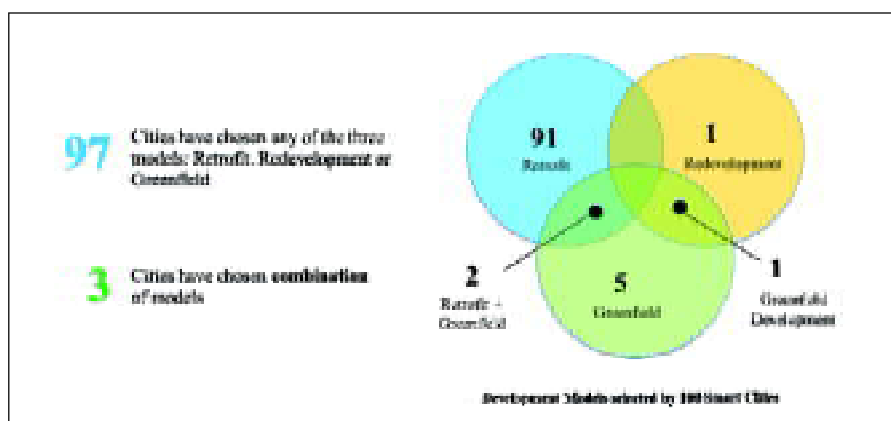 97
Cities have chosen any of the three
models: Retrofit, Redevelopment or
Greenfield
3
Cities have chosen combination
of models
91
Retrofit
1
Redevelopment
2
Retrofit +
Greenfield
5
Greenfield
1
Greenfield
Development
Development Models selected by 100 Smart Cities